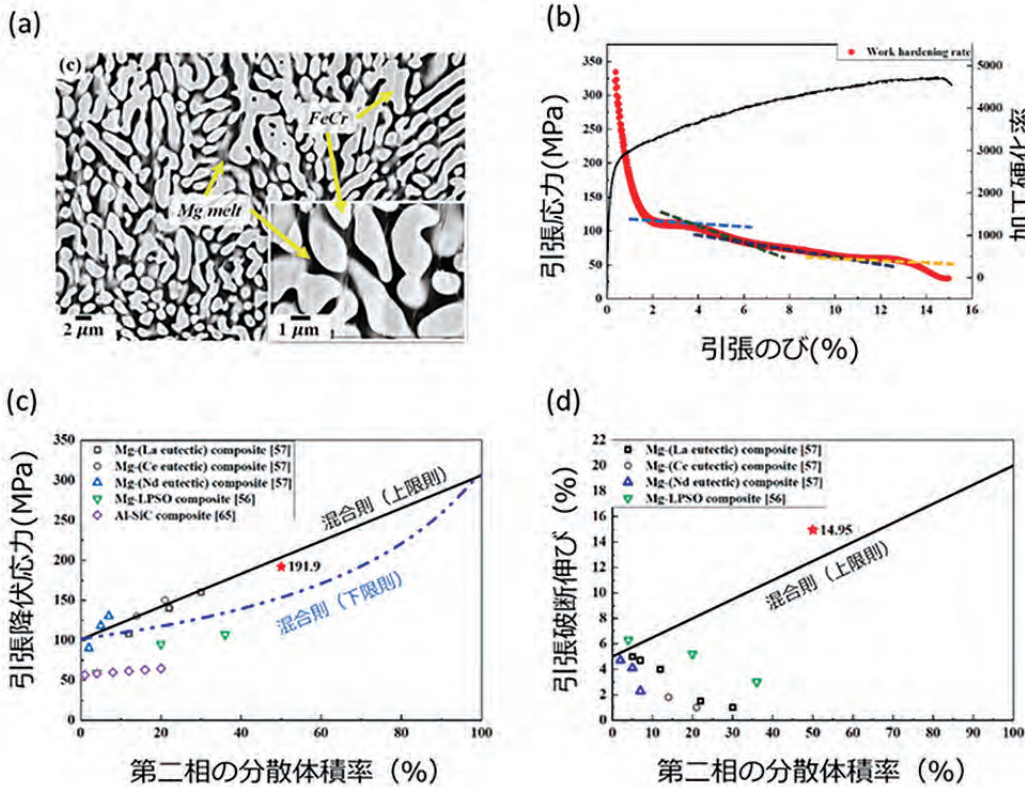 (a)
(c)
FeCr
Mg melt
2 μm
1 μm
(b)
Work hardening rate
引張応力(MPa)
350
300
250
200
150
100
50
0
5000
4000
3000
2000
1000
0
加工硬化率
0 2 4 6 8 10 12 14 16
引張のび(%)
(c)
引張降伏応力(MPa)
350
300
250
200
150
100
50
0
Mg-(La eutectic) composite [57]
Mg-(Ce eutectic) composite [57]
Mg-(Nd eutectic) composite [57]
Mg-LPSO composite [56]
Al-SiC composite [65]
混合則（上限則）
191.9
混合則（下限則）
0 20 40 60 80 100
第二相の分散体積率（%）
(d)
引張破断伸び（%）
22
20
18
16
14
12
10
8
6
4
2
0
Mg-(La eutectic) composite [57]
Mg-(Ce eutectic) composite [57]
Mg-(Nd eutectic) composite [57]
Mg-LPSO composite [56]
14.95
混合則（上限則）
0 10 20 30 40 50 60 70 80 90 100
第二相の分散体積率（%）